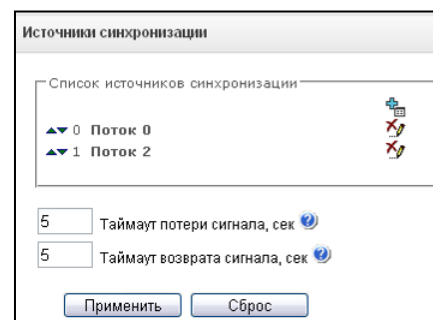 Источники синхронизации
Список источников синхронизации
0 Поток 0
1 Поток 2
5 Таймаут потери сигнала, сек ?
5 Таймаут возврата сигнала, сек ?
Применить Сброс